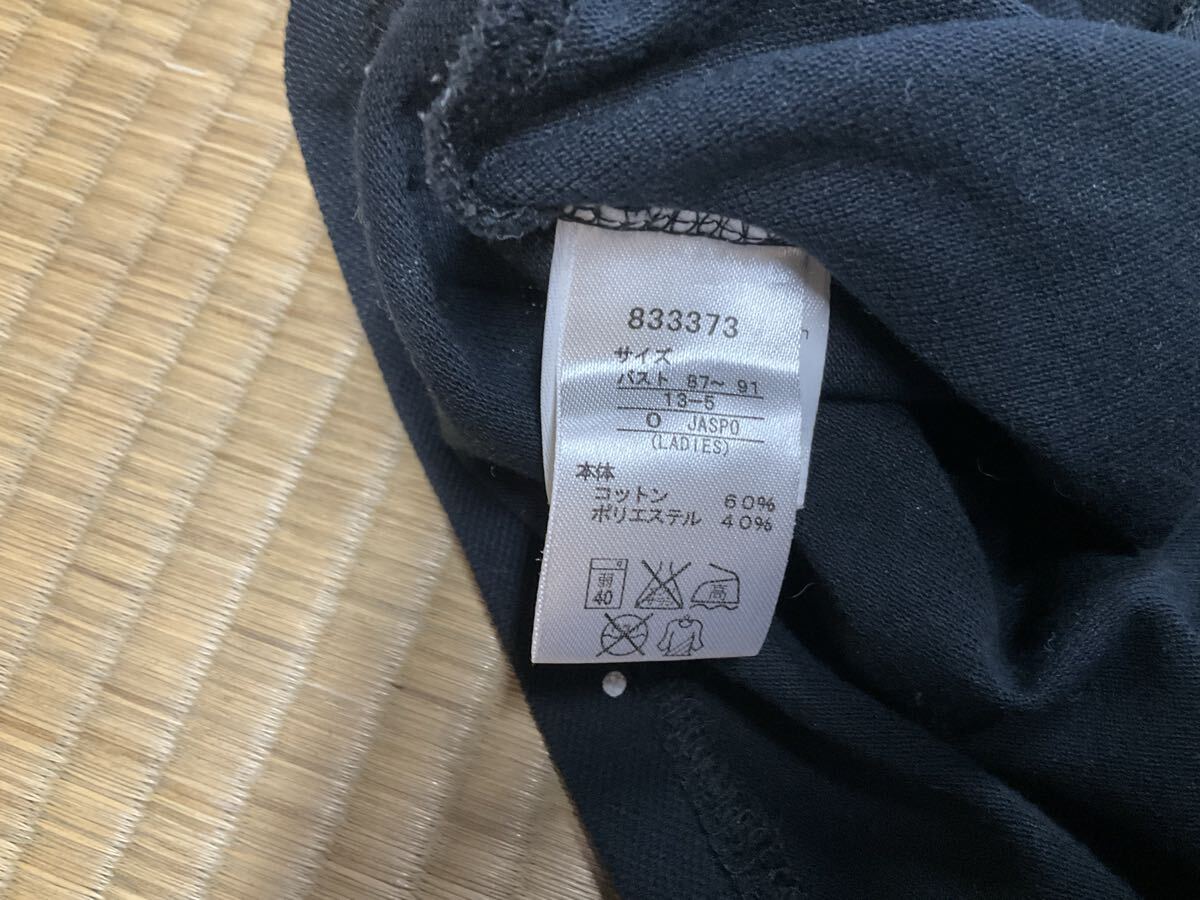 833373
サイズ
バスト 87～ 91
13-5
O JASPO
(LADIES)
本体
コットン 60%
ポリエステル 40%
弱 高
40